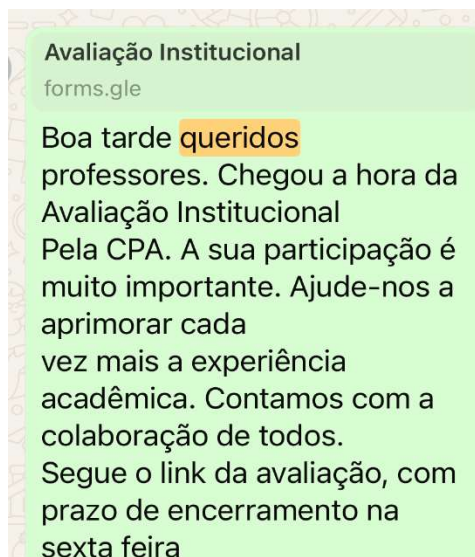 Avaliação Institucional
forms.gle
Boa tarde queridos
professores. Chegou a hora da
Avaliação Institucional
Pela CPA. A sua participação é
muito importante. Ajude-nos a
aprimorar cada
vez mais a experiência
acadêmica. Contamos com a
colaboração de todos.
Segue o link da avaliação, com
prazo de encerramento na
sexta feira